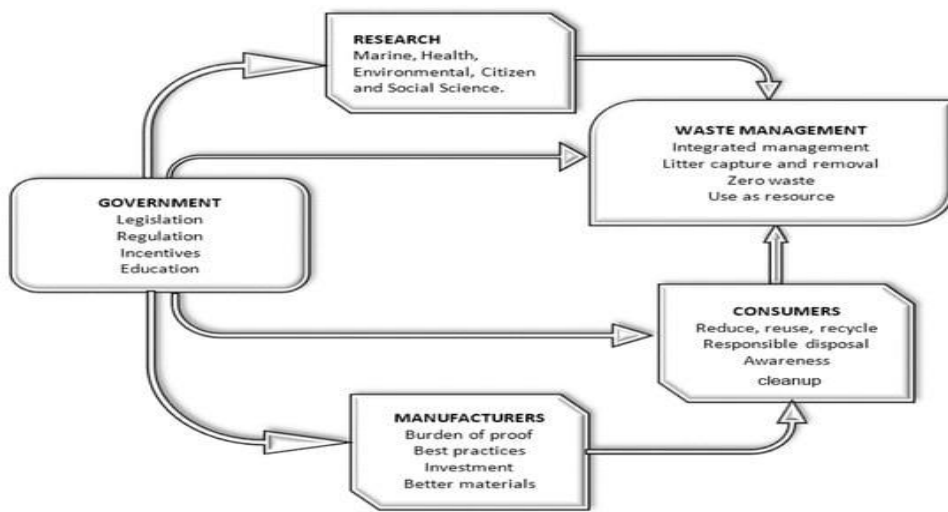 RESEARCH
Marine, Health,
Environmental, Citizen
and Social Science.
WASTE MANAGEMENT
Integrated management
Litter capture and removal
Zero waste
Use as resource
GOVERNMENT
Legislation
Regulation
Incentives
Education
CONSUMERS
Reduce, reuse, recycle
Responsible disposal
Awareness
cleanup
MANUFACTURERS
Burden of proof
Best practices
Investment
Better materials